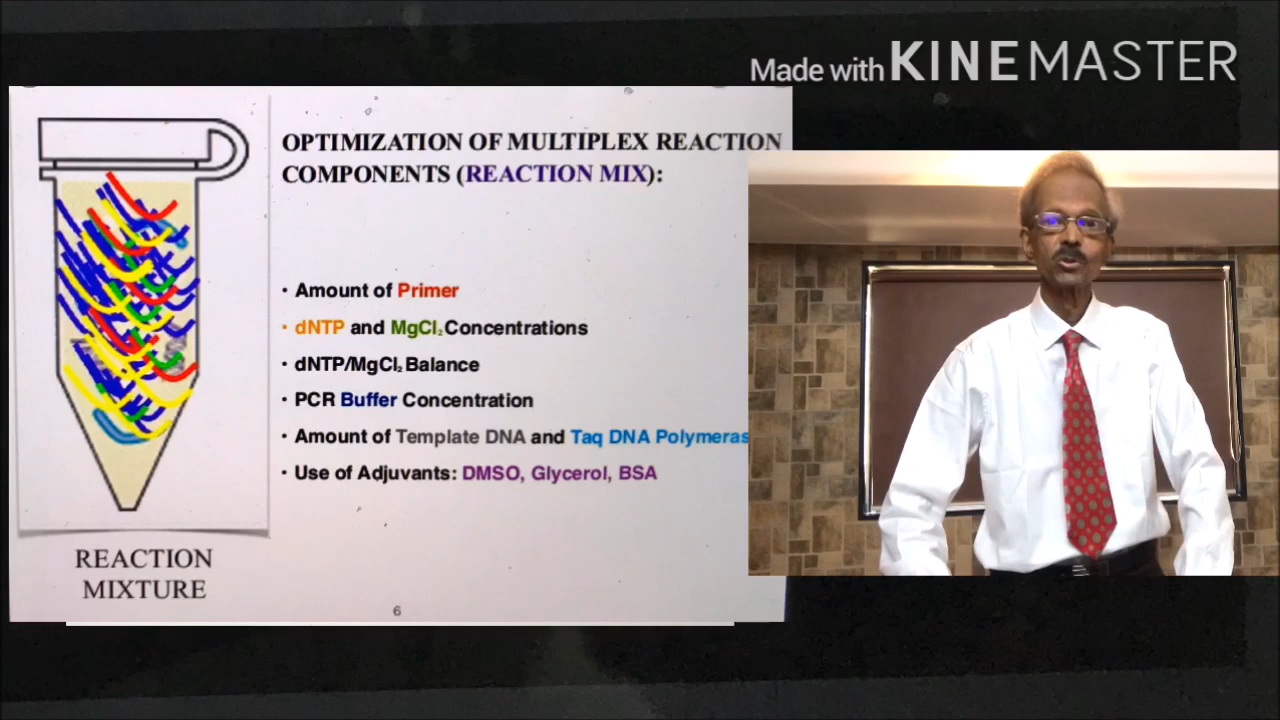 Made with KINEMASTER
OPTIMIZATION OF MULTIPLEX REACTION
COMPONENTS (REACTION MIX):
• Amount of Primer
• dNTP and MgCl₂ Concentrations
• dNTP/MgCl₂ Balance
• PCR Buffer Concentration
• Amount of Template DNA and Taq DNA Polymeras
• Use of Adjuvants: DMSO, Glycerol, BSA
REACTION
MIXTURE
6